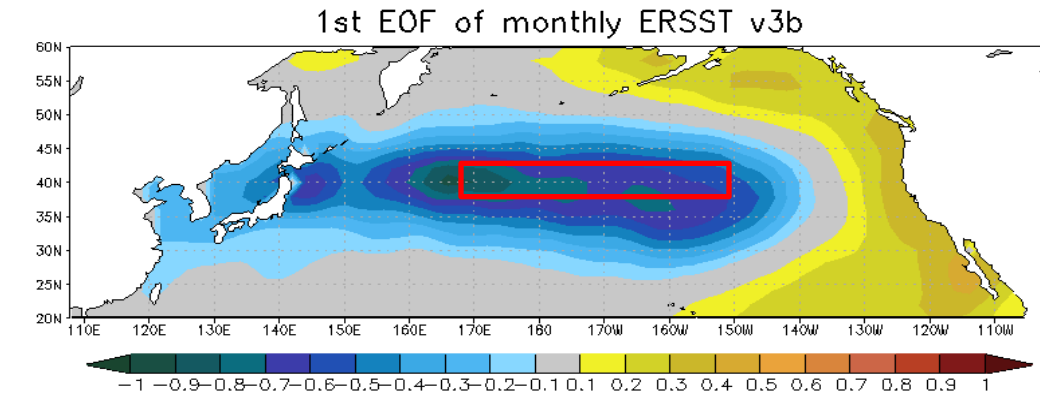 1st EOF of monthly ERSST v3b
60N
55N
50N
45N
40N
35N
30N
25N
20N
110E 120E 130E 140E 150E 160E 170E 180 170W 160W 150W 140W 130W 120W 110W
-1 -0.9 -0.8 -0.7 -0.6 -0.5 -0.4 -0.3 -0.2 -0.1 0.1 0.2 0.3 0.4 0.5 0.6 0.7 0.8 0.9 1